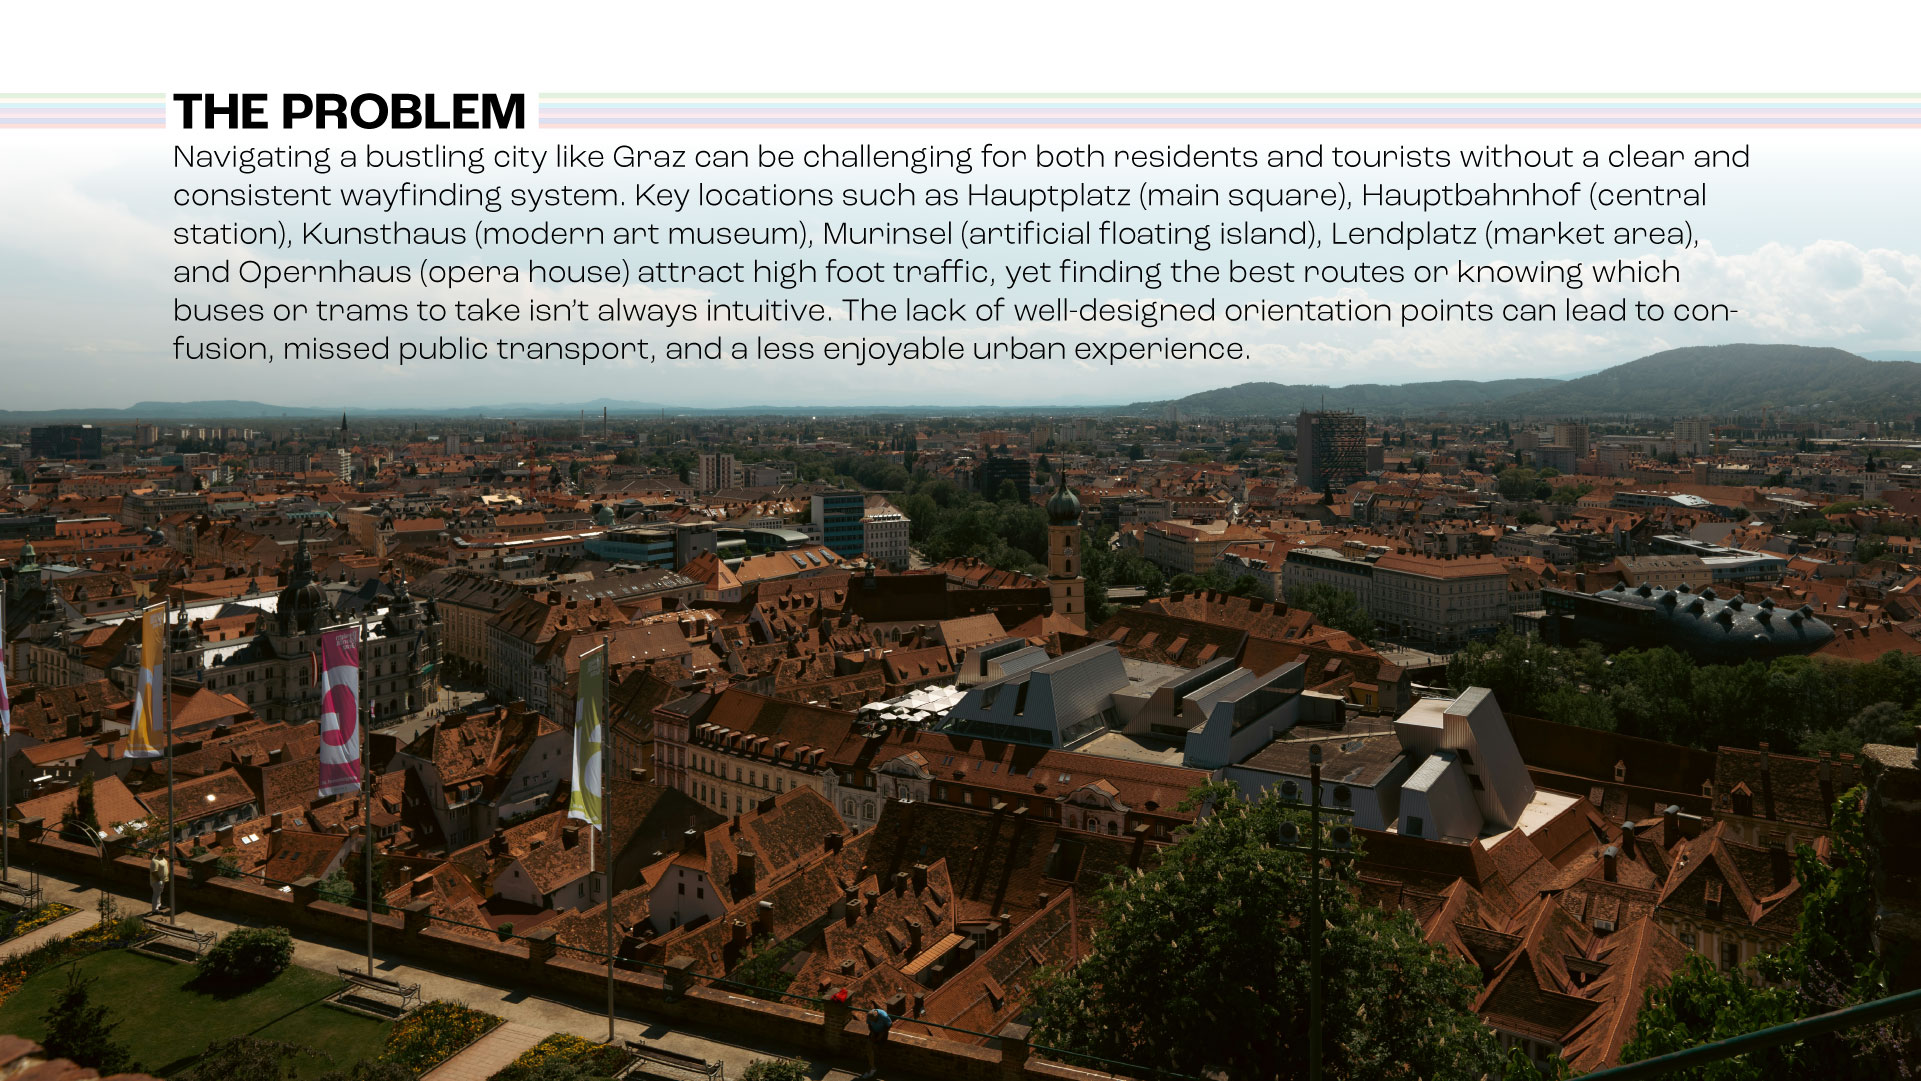 THE PROBLEM
Navigating a bustling city like Graz can be challenging for both residents and tourists without a clear and
consistent wayfinding system. Key locations such as Hauptplatz (main square), Hauptbahnhof (central
station), Kunsthaus (modern art museum), Murinsel (artificial floating island), Lendplatz (market area),
and Opernhaus (opera house) attract high foot traffic, yet finding the best routes or knowing which
buses or trams to take isn’t always intuitive. The lack of well-designed orientation points can lead to con-
fusion, missed public transport, and a less enjoyable urban experience.